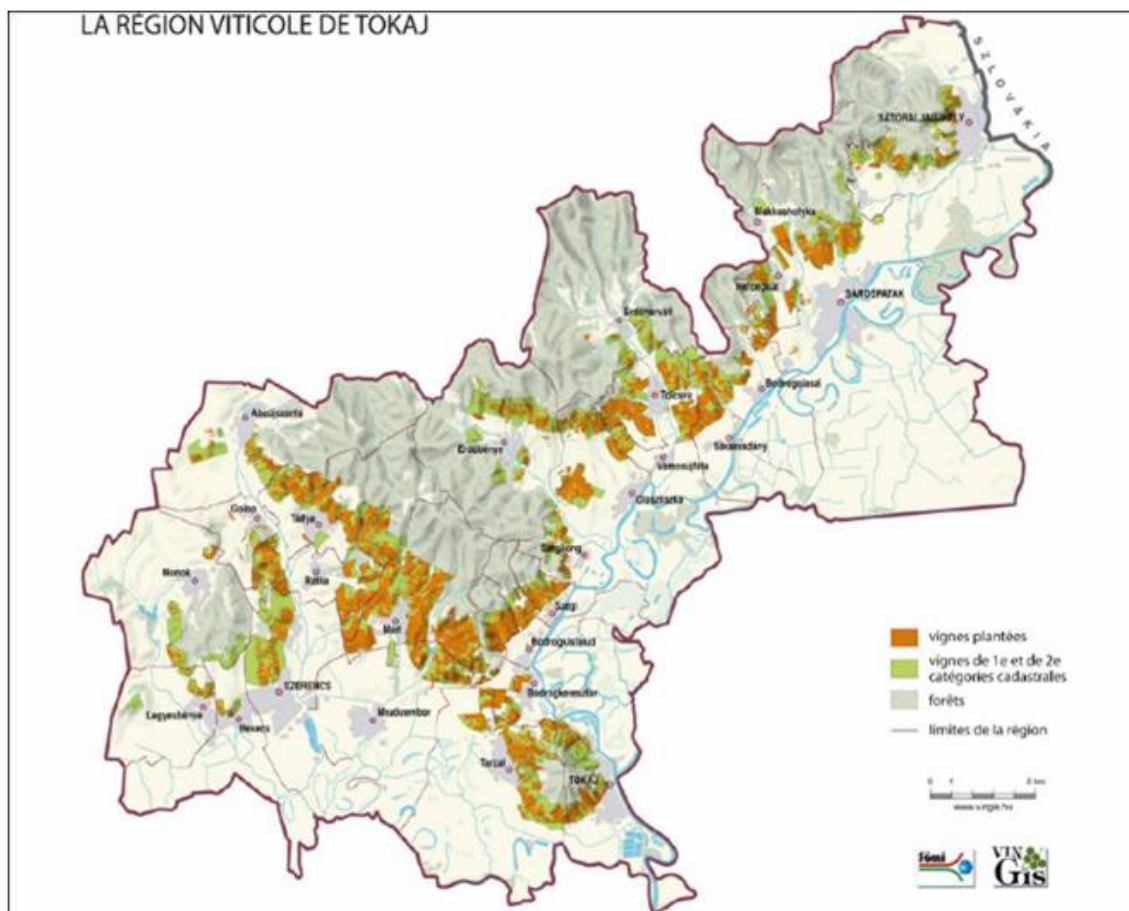 LA RÉGION VITICOLE DE TOKAJ
SZLOVÁKIA
SÁTORALJAÚJHELY
Makkoshotyka
Hercegkút
SÁROSPATAK
Erdőhorváti
Tolcsva
Bodrogolaszi
Abaújszántó
Erdőbénye
Sárazsadány
Vámosújfalu
Olaszliszka
Golop
Tállya
Monok
Rátka
Mád
Szegi
SZERENCS
Legyesbénye
Bekecs
Mezőzombor
Bodrogkeresztúr
Tarcal
TOKAJ
vignes plantées
vignes de 1e et de 2e
catégories cadastrales
forêts
limites de la région
www.vingis.hu
VIN
GIS